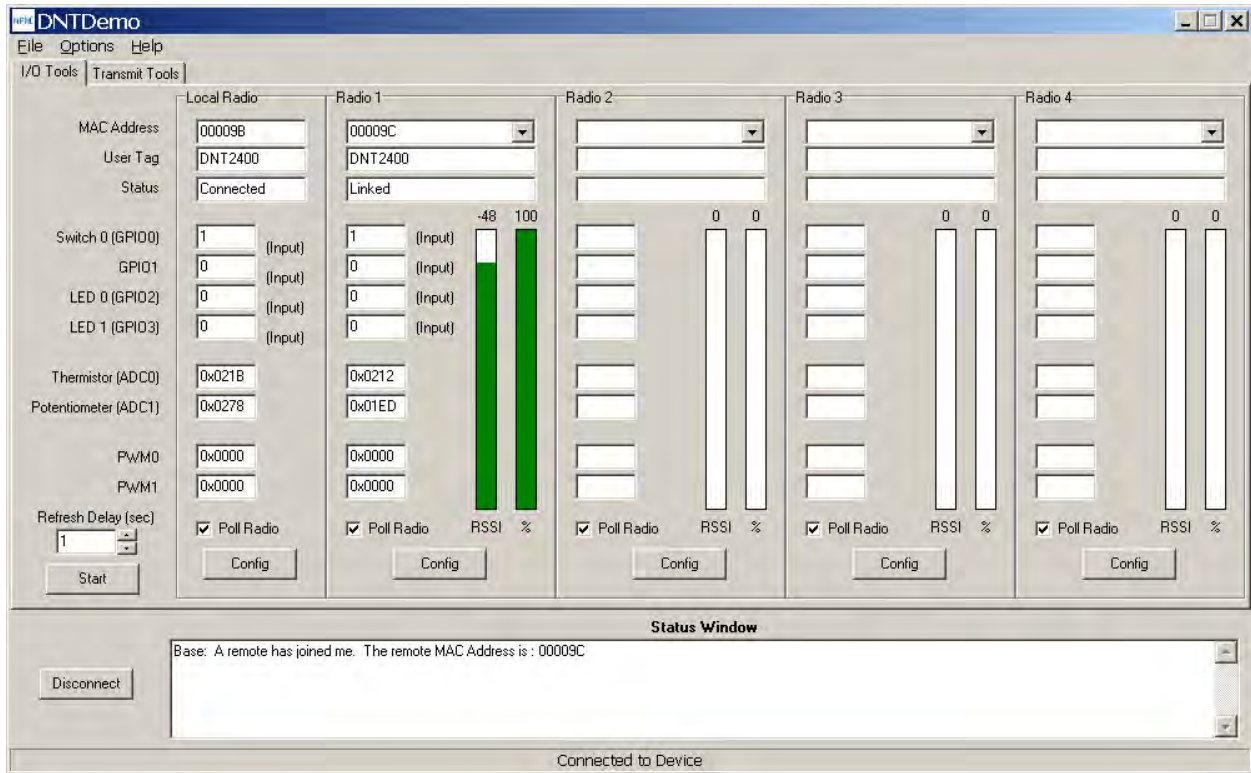 DNTDemo
File Options Help
I/O Tools Transmit Tools
Local Radio Radio 1 Radio 2 Radio 3 Radio 4
MAC Address 00009B 00009C
User Tag DNT2400 DNT2400
Status Connected Linked
-48 100 0 0 0 0 0 0
Switch 0 (GPIO0) 1 (Input) 1 (Input)
GPIO1 0 (Input) 0 (Input)
LED 0 (GPIO2) 0 (Input) 0 (Input)
LED 1 (GPIO3) 0 (Input) 0 (Input)
Thermistor (ADC0) 0x021B 0x0212
Potentiometer (ADC1) 0x0278 0x01ED
PWM0 0x0000 0x0000
PWM1 0x0000 0x0000
Refresh Delay (sec)
1
Poll Radio Poll Radio RSSI % Poll Radio RSSI % Poll Radio RSSI % Poll Radio RSSI %
Start Config Config Config Config Config
Status Window
Base: A remote has joined me. The remote MAC Address is : 00009C
Disconnect
Connected to Device